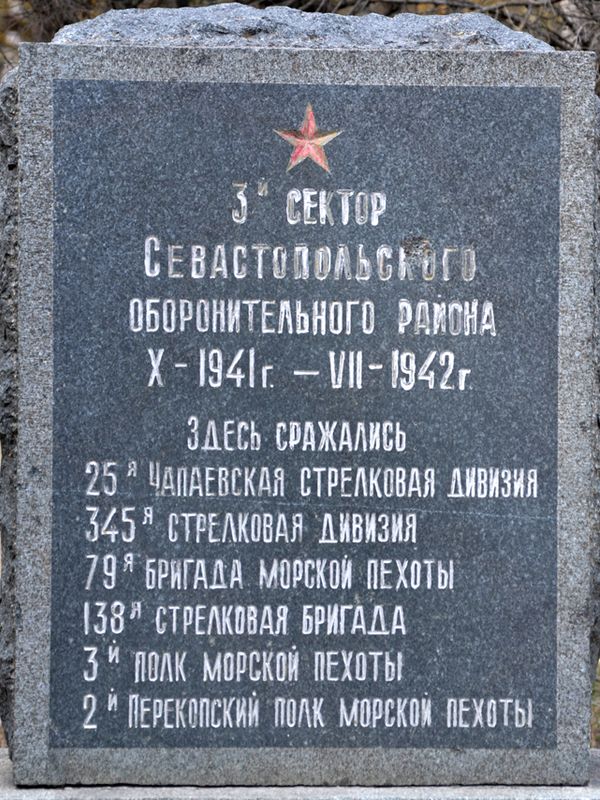 3й сектор
Севастопольского
оборонительного района
X-1941г. — VII-1942г.
Здесь сражались
25я Чапаевская стрелковая дивизия
345я стрелковая дивизия
79я бригада морской пехоты
138я стрелковая бригада
3й полк морской пехоты
2й Перекопский полк морской пехоты